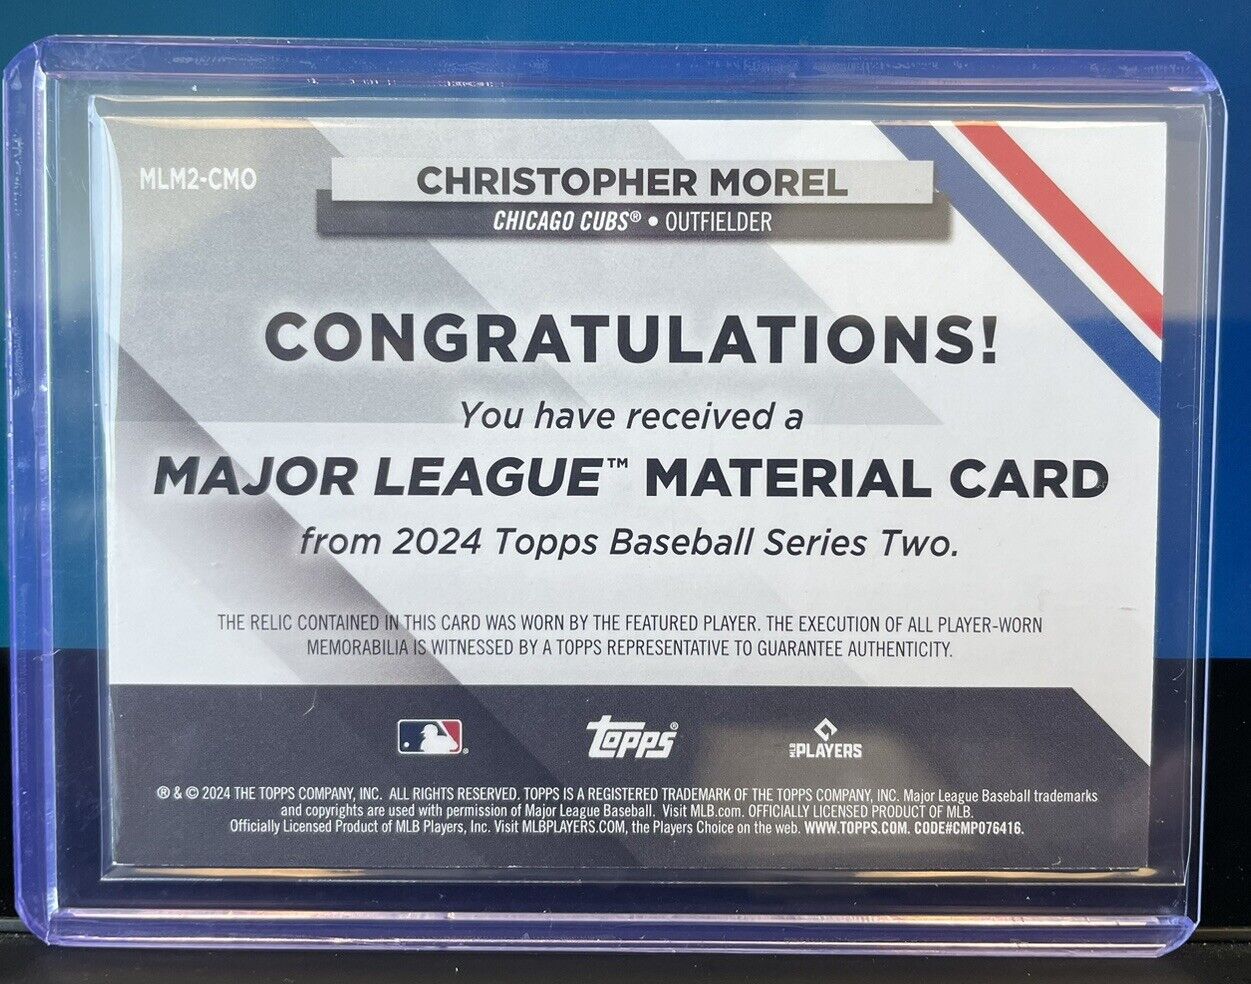 MLM2-CMO
CHRISTOPHER MOREL
CHICAGO CUBS® • OUTFIELDER
CONGRATULATIONS!
You have received a
MAJOR LEAGUE™ MATERIAL CARD
from 2024 Topps Baseball Series Two.
THE RELIC CONTAINED IN THIS CARD WAS WORN BY THE FEATURED PLAYER. THE EXECUTION OF ALL PLAYER-WORN
MEMORABILIA IS WITNESSED BY A TOPPS REPRESENTATIVE TO GUARANTEE AUTHENTICITY.
topps®
MLB PLAYERS
® & © 2024 THE TOPPS COMPANY, INC. ALL RIGHTS RESERVED. TOPPS IS A REGISTERED TRADEMARK OF THE TOPPS COMPANY, INC. Major League Baseball trademarks
and copyrights are used with permission of Major League Baseball. Visit MLB.com. OFFICIALLY LICENSED PRODUCT OF MLB.
Officially Licensed Product of MLB Players, Inc. Visit MLBPLAYERS.COM, the Players Choice on the web. WWW.TOPPS.COM. CODE#CMP076416.